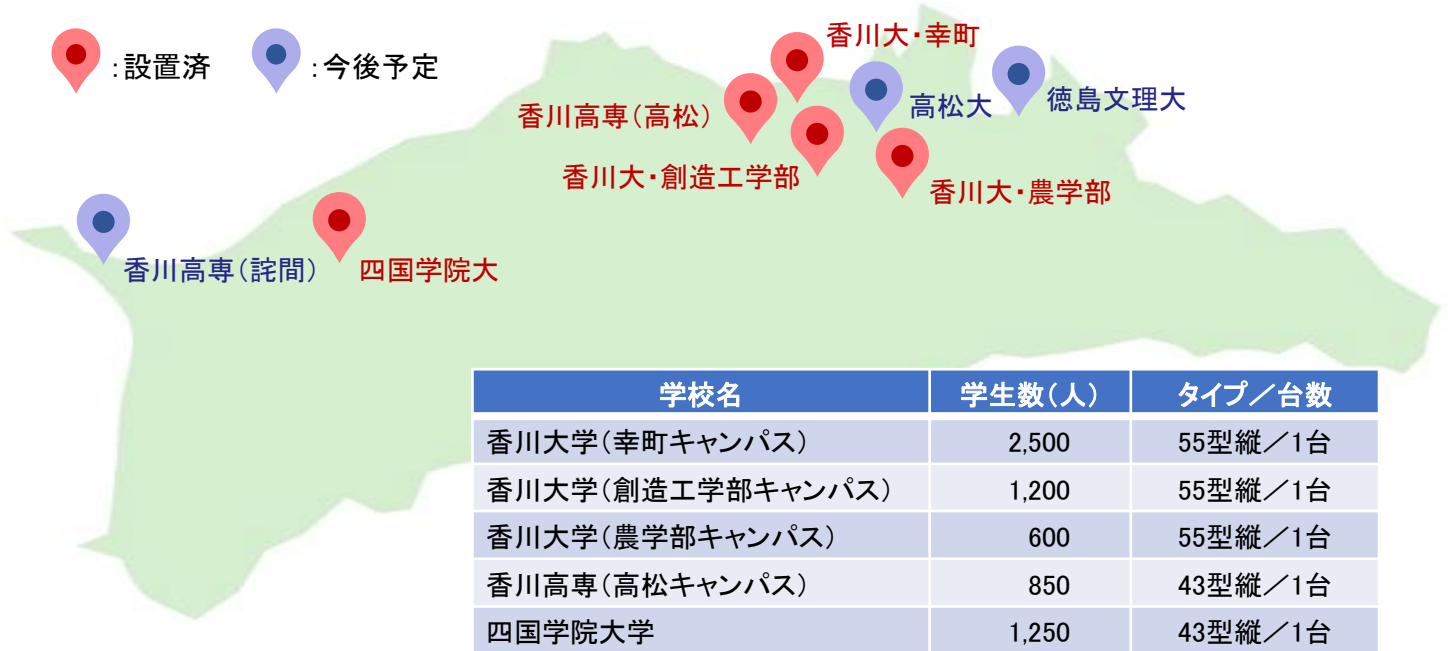 :設置済 :今後予定
香川大・幸町
高松大
徳島文理大
香川高専(高松)
香川大・創造工学部
香川大・農学部
香川高専(詫間)
四国学院大
学校名 学生数(人) タイプ/台数
香川大学(幸町キャンパス) 2,500 55型縦/1台
香川大学(創造工学部キャンパス) 1,200 55型縦/1台
香川大学(農学部キャンパス) 600 55型縦/1台
香川高専(高松キャンパス) 850 43型縦/1台
四国学院大学 1,250 43型縦/1台